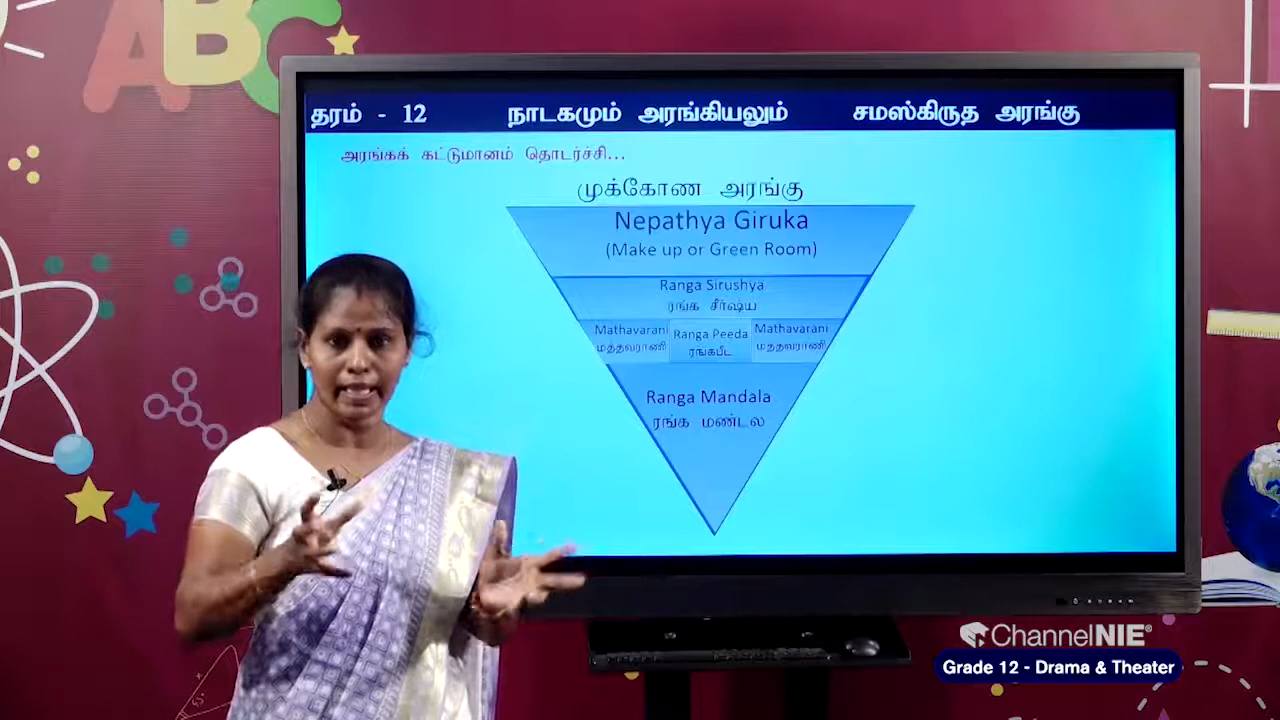 ABC
தரம் - 12 நாடகமும் அரங்கியலும் சமஸ்கிருத அரங்கு
அரங்கக் கட்டுமானம் தொடர்ச்சி...
முக்கோண அரங்கு
Nepathya Giruka
(Make up or Green Room)
Ranga Sirushya
ரங்க சீர்ஷ்ய
Mathavarani Ranga Peeda Mathavarani
மத்தவராணி ரங்கபீட மத்தவராணி
Ranga Mandala
ரங்க மண்டல
ChannelNIE®
Grade 12 - Drama & Theater
45°